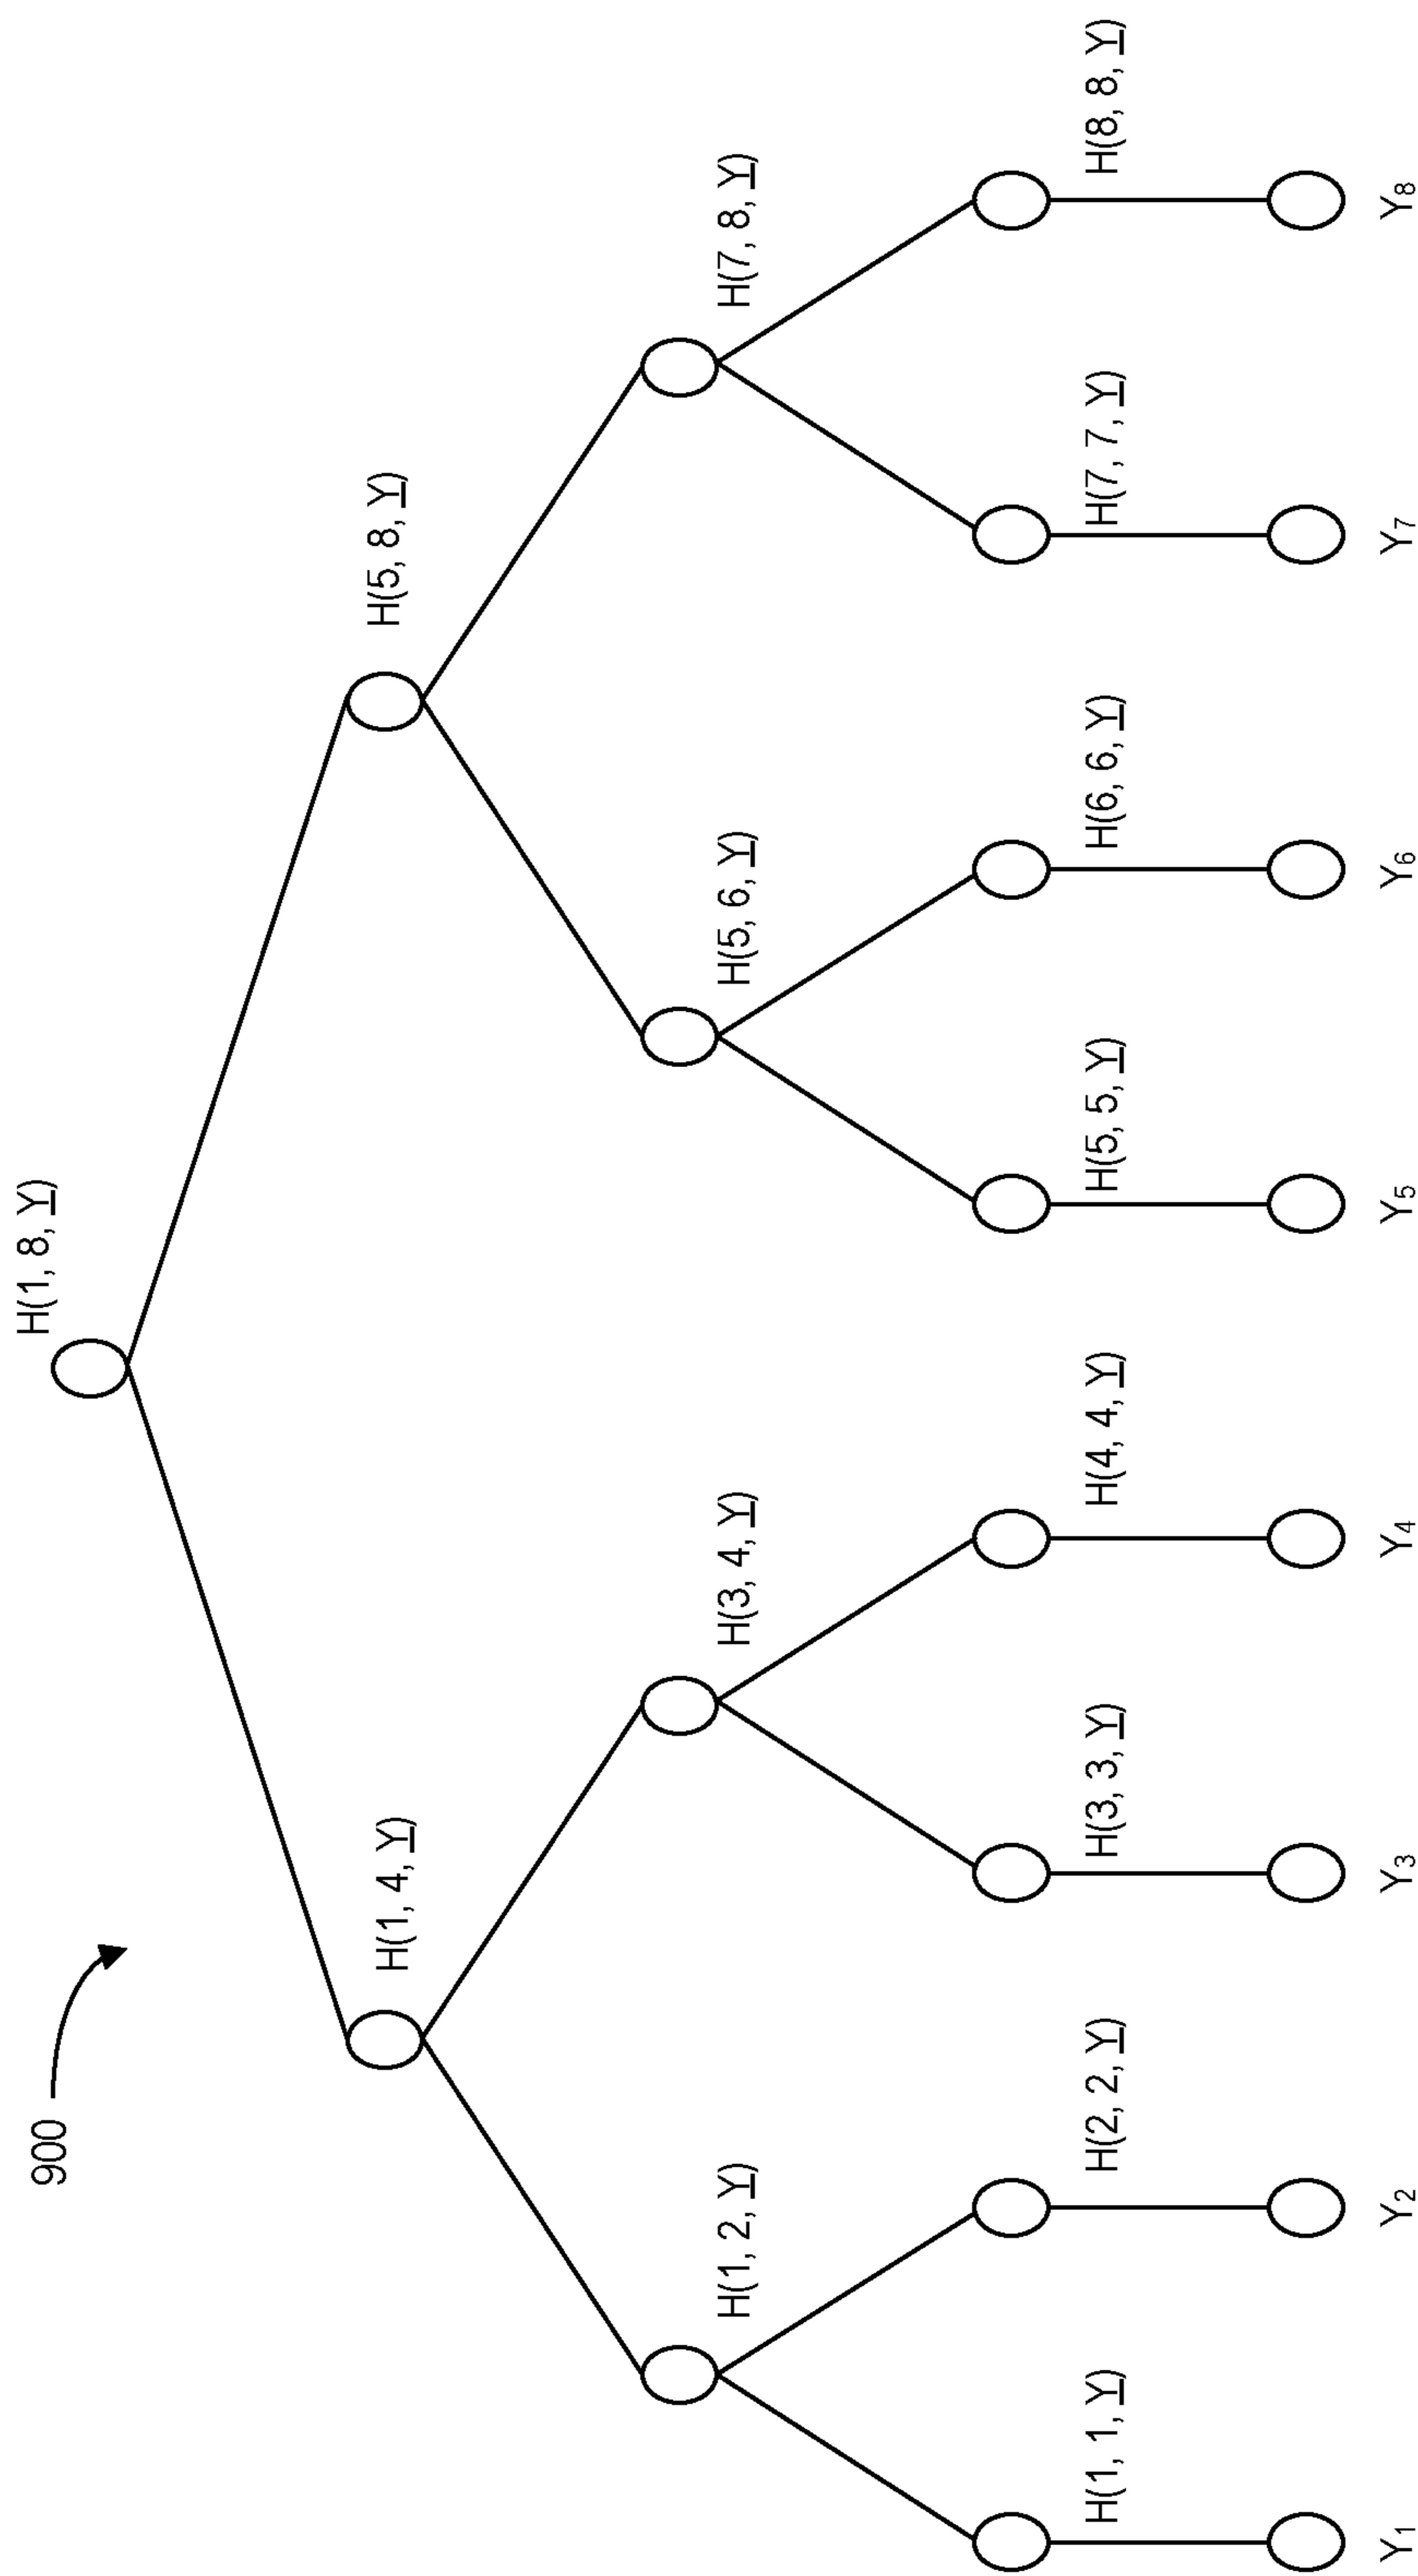 900
H(1, 8, Y)
H(1, 4, Y)
H(5, 8, Y)
H(1, 2, Y)
H(3, 4, Y)
H(5, 6, Y)
H(7, 8, Y)
H(1, 1, Y)
H(2, 2, Y)
H(3, 3, Y)
H(4, 4, Y)
H(5, 5, Y)
H(6, 6, Y)
H(7, 7, Y)
H(8, 8, Y)
Y1
Y2
Y3
Y4
Y5
Y6
Y7
Y8